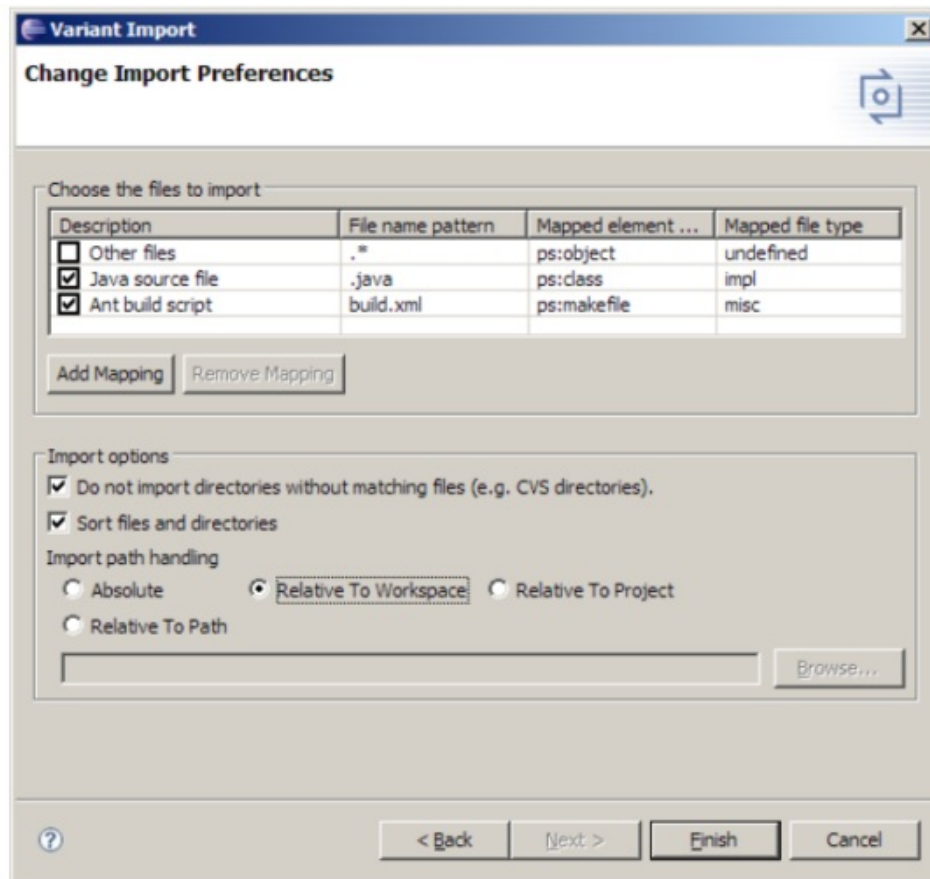 Variant Import
Change Import Preferences
Choose the files to import
Description File name pattern Mapped element ... Mapped file type
Other files .* ps:object undefined
Java source file .java ps:class impl
Ant build script build.xml ps:makefile misc
Add Mapping Remove Mapping
Import options
Do not import directories without matching files (e.g. CVS directories).
Sort files and directories
Import path handling
Absolute Relative To Workspace Relative To Project
Relative To Path
Browse...
< Back Next > Finish Cancel